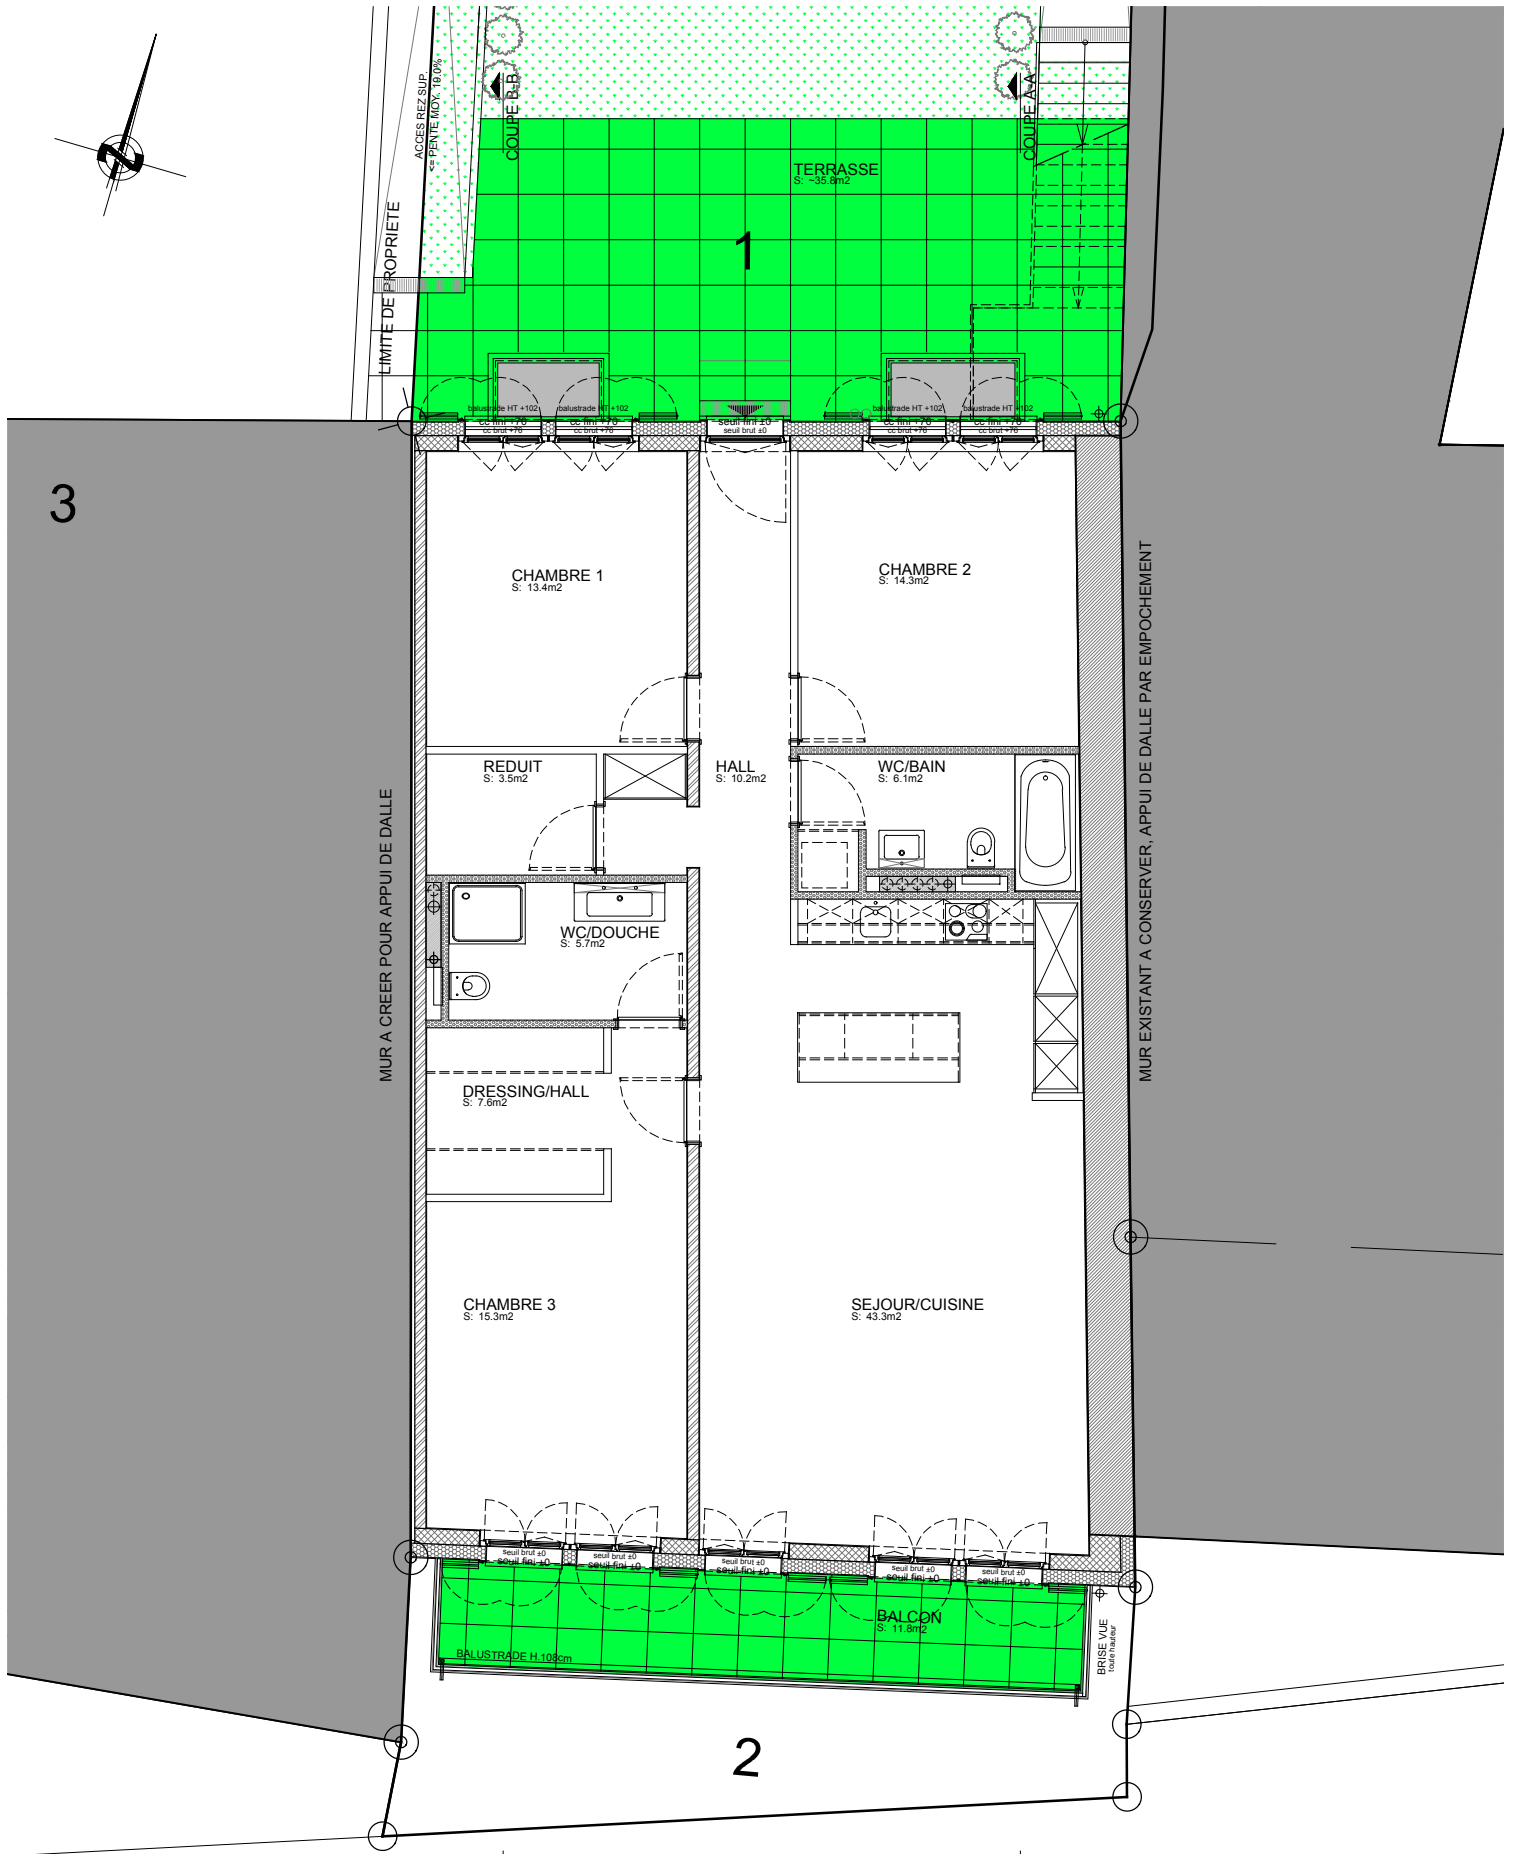 ACCES REZ SUP.
<= PENTE MOY. 19.0%
COUPE B-B
COUPE A-A
TERRASSE
S: ~35.8m2
1
LIMITE DE PROPRIETE
balustrade HT +102
balustrade HT +102
balustrade HT +102
balustrade HT +102
cc fini +76
cc brut +76
cc fini +76
cc brut +76
seuil fini ±0
seuil brut ±0
cc fini +76
cc brut +76
cc fini +76
cc brut +76
3
CHAMBRE 1
S: 13.4m2
CHAMBRE 2
S: 14.3m2
REDUIT
S: 3.5m2
HALL
S: 10.2m2
WC/BAIN
S: 6.1m2
MUR A CREER POUR APPUI DE DALLE
MUR EXISTANT A CONSERVER, APPUI DE DALLE PAR EMPOCHEMENT
WC/DOUCHE
S: 5.7m2
DRESSING/HALL
S: 7.6m2
CHAMBRE 3
S: 15.3m2
SEJOUR/CUISINE
S: 43.3m2
seuil brut ±0
seuil fini ±0
seuil brut ±0
seuil fini ±0
seuil brut ±0
seuil fini ±0
seuil brut ±0
seuil fini ±0
seuil brut ±0
seuil fini ±0
BALCON
S: 11.8m2
BALUSTRADE H.108cm
BRISE VUE
toute hauteur
2